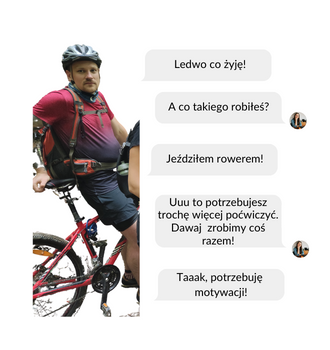 Ledwo co żyję!
A co takiego robiłeś?
Jeździłem rowerem!
Uuu to potrzebujesz
trochę więcej poćwiczyć.
Dawaj zrobimy coś
razem!
Taaak, potrzebuję
motywacji!